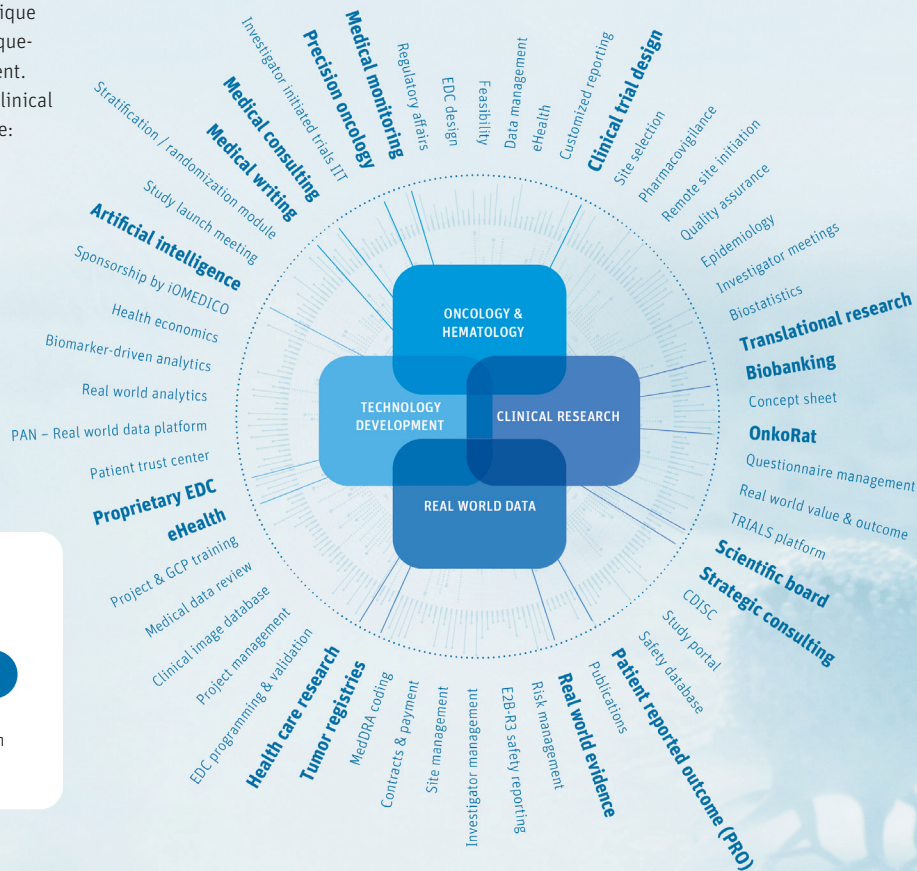 ique
que-
ent.
linical
e:
n
ONCOLOGY &
HEMATOLOGY
TECHNOLOGY
DEVELOPMENT
CLINICAL RESEARCH
REAL WORLD DATA
Medical monitoring
Regulatory affairs
EDC design
Feasibility
Data management
eHealth
Customized reporting
Clinical trial design
Site selection
Pharmacovigilance
Remote site initiation
Quality assurance
Epidemiology
Investigator meetings
Biostatistics
Translational research
Biobanking
Concept sheet
OnkoRat
Questionnaire management
Real world value & outcome
TRIALS platform
Scientific board
Strategic consulting
CDISC
Study portal
Safety database
Patient reported outcome (PRO)
Publications
Real world evidence
Risk management
E2B-R3 safety reporting
Investigator management
Site management
Contracts & payment
MedDRA coding
Tumor registries
Health care research
EDC programming & validation
Project management
Clinical image database
Medical data review
Project & GCP training
eHealth
Proprietary EDC
Patient trust center
PAN – Real world data platform
Real world analytics
Biomarker-driven analytics
Health economics
Sponsorship by iOMEDICO
Artificial intelligence
Study launch meeting
Stratification / randomization module
Medical writing
Medical consulting
Investigator initiated trials IIT
Precision oncology